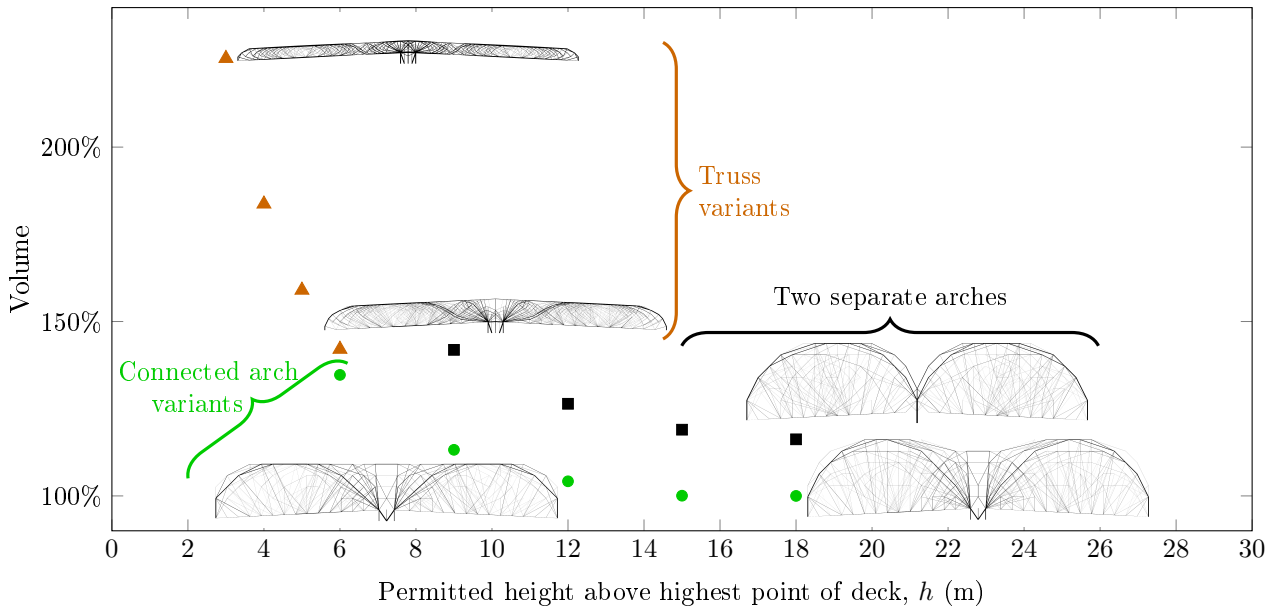 200%
150%
100%
Volume
Truss
variants
Two separate arches
Connected arch
variants
0 2 4 6 8 10 12 14 16 18 20 22 24 26 28 30
Permitted height above highest point of deck, h (m)